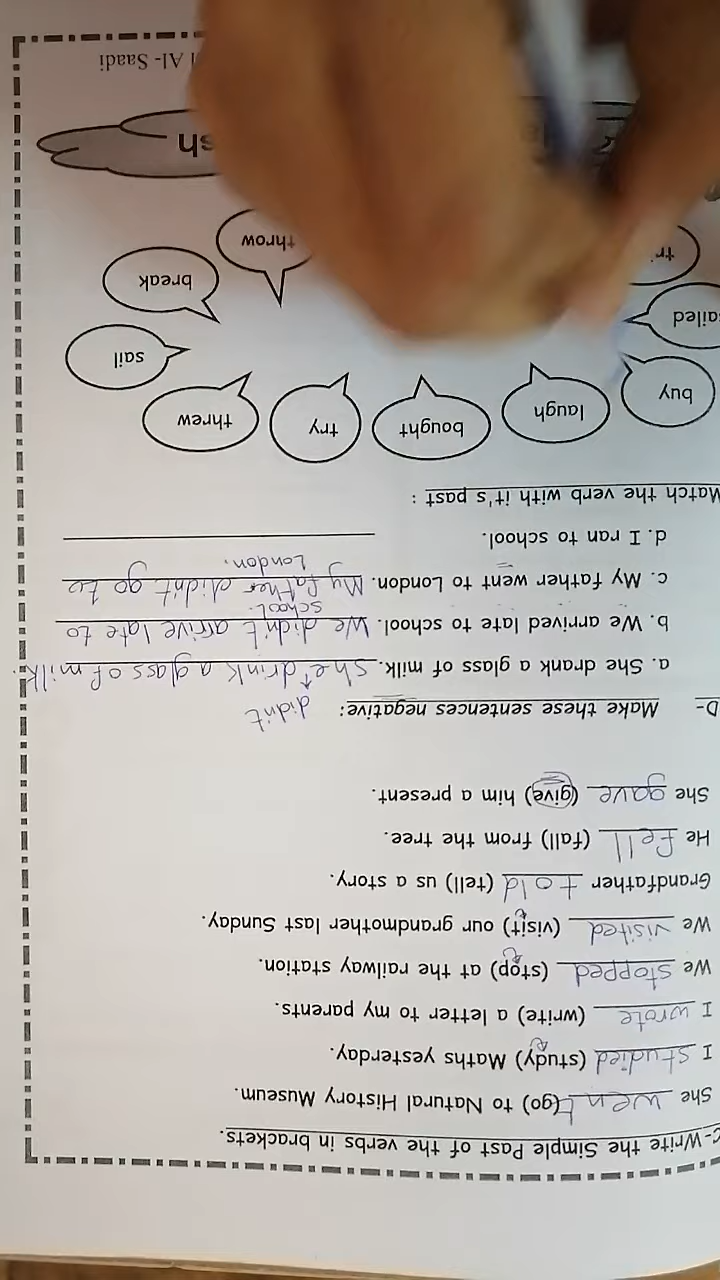 C-Write the Simple Past of the verbs in brackets.
She went (go) to Natural History Museum.
I studied (study) Maths yesterday.
I wrote (write) a letter to my parents.
We stopped (stop) at the railway station.
We visited (visit) our grandmother last Sunday.
Grandfather told (tell) us a story.
He fell (fall) from the tree.
She gave (give) him a present.
D- Make these sentences negative:
didn't
a. She drank a glass of milk. She drink a glass of milk.
b. We arrived late to school. We didn't arrive late to
school.
c. My father went to London. My father didn't go to
London.
d. I ran to school.
Match the verb with it's past :
buy laugh bought try threw
sail
break
throw
Al- Saadi